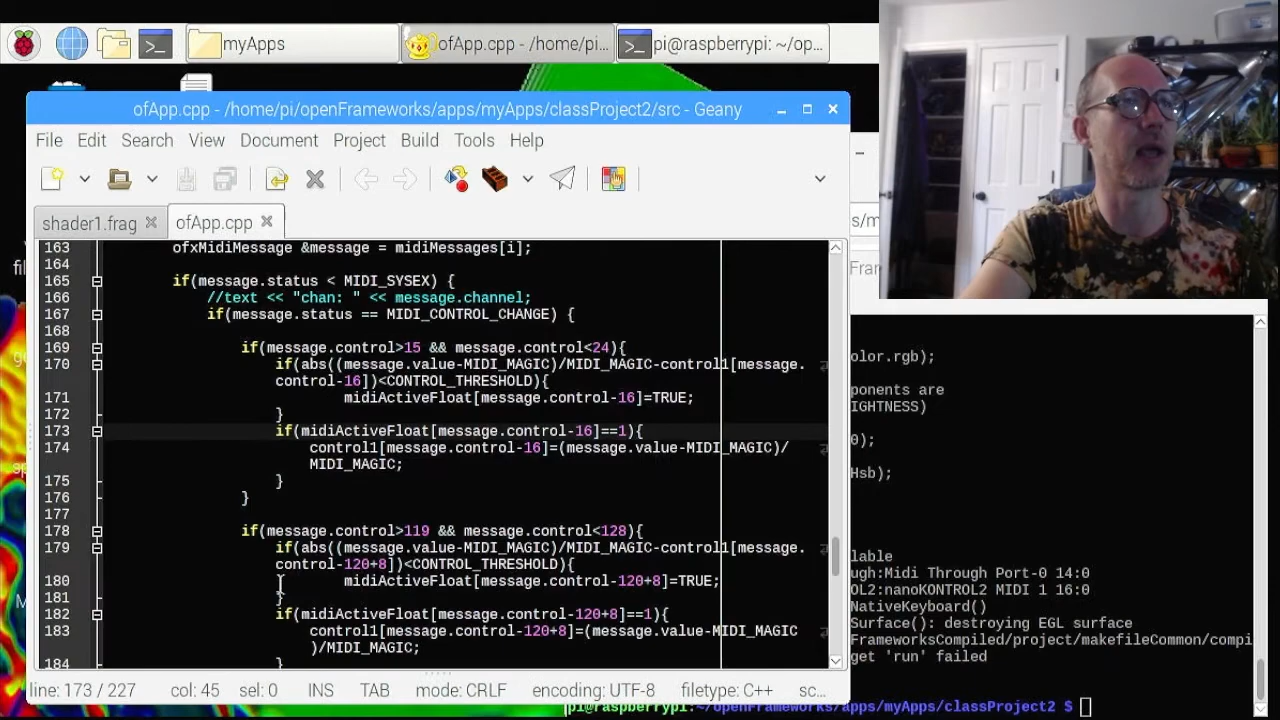 myApps
ofApp.cpp - /home/pi...
pi@raspberrypi: ~/op...
ofApp.cpp - /home/pi/openFrameworks/apps/myApps/classProject2/src - Geany
File Edit Search View Document Project Build Tools Help
shader1.frag
ofApp.cpp
163 ofxMidiMessage &message = midiMessages[i];
164
165 if(message.status < MIDI_SYSEX) {
166 //text << "chan: " << message.channel;
167 if(message.status == MIDI_CONTROL_CHANGE) {
168
169 if(message.control>15 && message.control<24){
170 if(abs((message.value-MIDI_MAGIC)/MIDI_MAGIC-control1[message.
control-16])<CONTROL_THRESHOLD){
171 midiActiveFloat[message.control-16]=TRUE;
172 }
173 if(midiActiveFloat[message.control-16]==1){
174 control1[message.control-16]=(message.value-MIDI_MAGIC)/
MIDI_MAGIC;
175 }
176 }
177
178 if(message.control>119 && message.control<128){
179 if(abs((message.value-MIDI_MAGIC)/MIDI_MAGIC-control1[message.
control-120+8])<CONTROL_THRESHOLD){
180 midiActiveFloat[message.control-120+8]=TRUE;
181 }
182 if(midiActiveFloat[message.control-120+8]==1){
183 control1[message.control-120+8]=(message.value-MIDI_MAGIC
)/MIDI_MAGIC;
184 }
line: 173 / 227 col: 45 sel: 0 INS TAB mode: CRLF encoding: UTF-8 filetype: C++ sc...
s/m
Fran
olor.rgb);
ponents are
IGHTNESS)
0);
Hsb);
lable
ugh:Midi Through Port-0 14:0
OL2:nanoKONTROL2 MIDI 1 16:0
NativeKeyboard()
Surface(): destroying EGL surface
FrameworksCompiled/project/makefileCommon/compi
get 'run' failed
pi@raspberrypi:~/openFrameworks/apps/myApps/classProject2 $